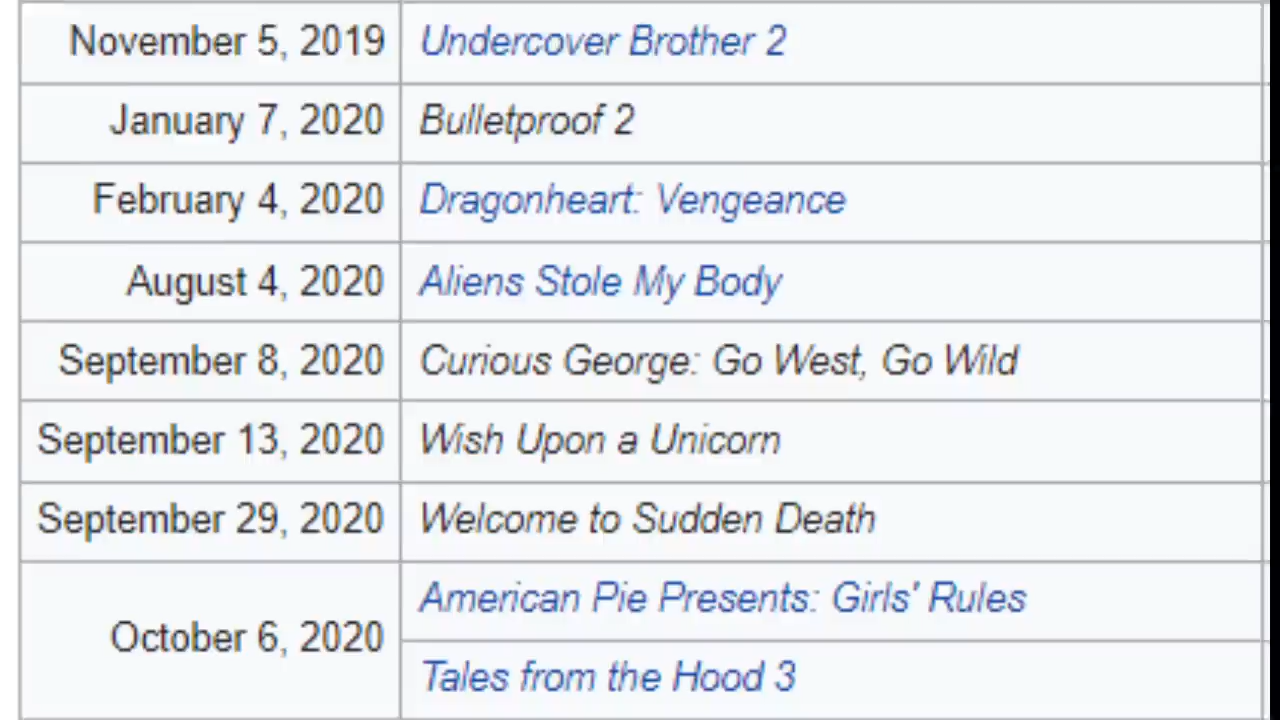 November 5, 2019 Undercover Brother 2
January 7, 2020 Bulletproof 2
February 4, 2020 Dragonheart: Vengeance
August 4, 2020 Aliens Stole My Body
September 8, 2020 Curious George: Go West, Go Wild
September 13, 2020 Wish Upon a Unicorn
September 29, 2020 Welcome to Sudden Death
October 6, 2020 American Pie Presents: Girls' Rules
Tales from the Hood 3